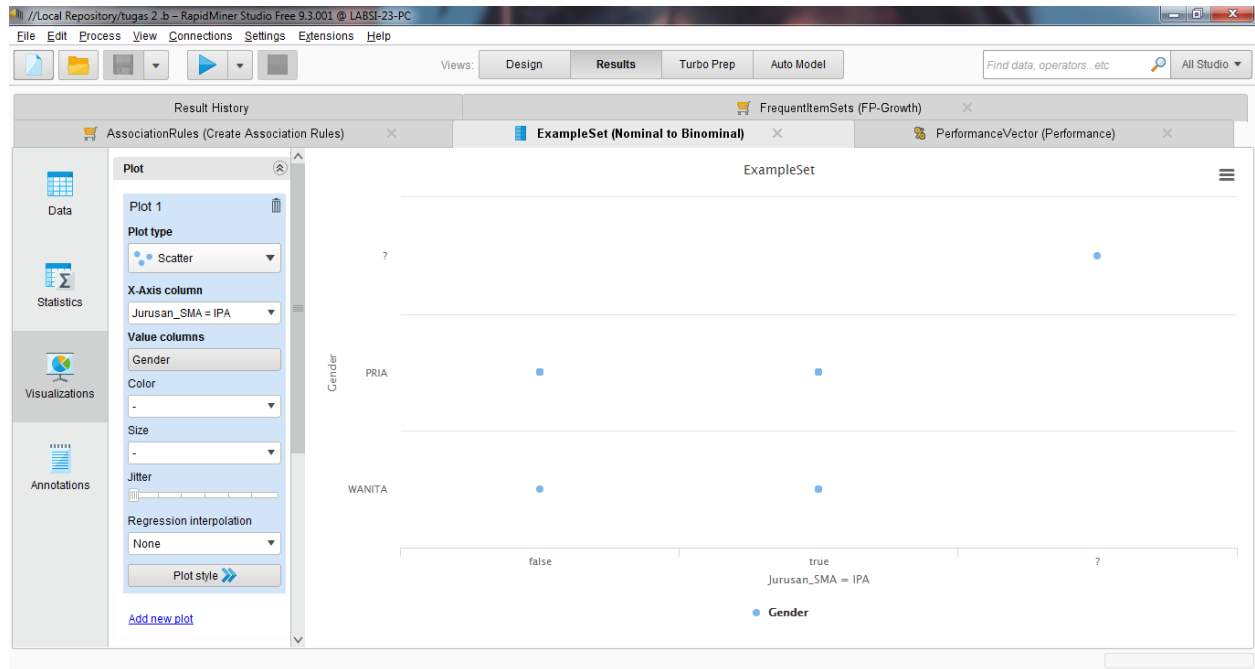 //Local Repository/tugas 2 .b – RapidMiner Studio Free 9.3.001 @ LABSI-23-PC
File Edit Process View Connections Settings Extensions Help
Views: Design Results Turbo Prep Auto Model Find data, operators...etc All Studio
Result History FrequentItemSets (FP-Growth)
AssociationRules (Create Association Rules) ExampleSet (Nominal to Binominal) PerformanceVector (Performance)
Data
Statistics
Visualizations
Annotations
Plot
Plot 1
Plot type
Scatter
X-Axis column
Jurusan_SMA = IPA
Value columns
Gender
Color
-
Size
-
Jitter
Regression interpolation
None
Plot style
Add new plot
ExampleSet
Gender
?
PRIA
WANITA
false true ?
Jurusan_SMA = IPA
Gender